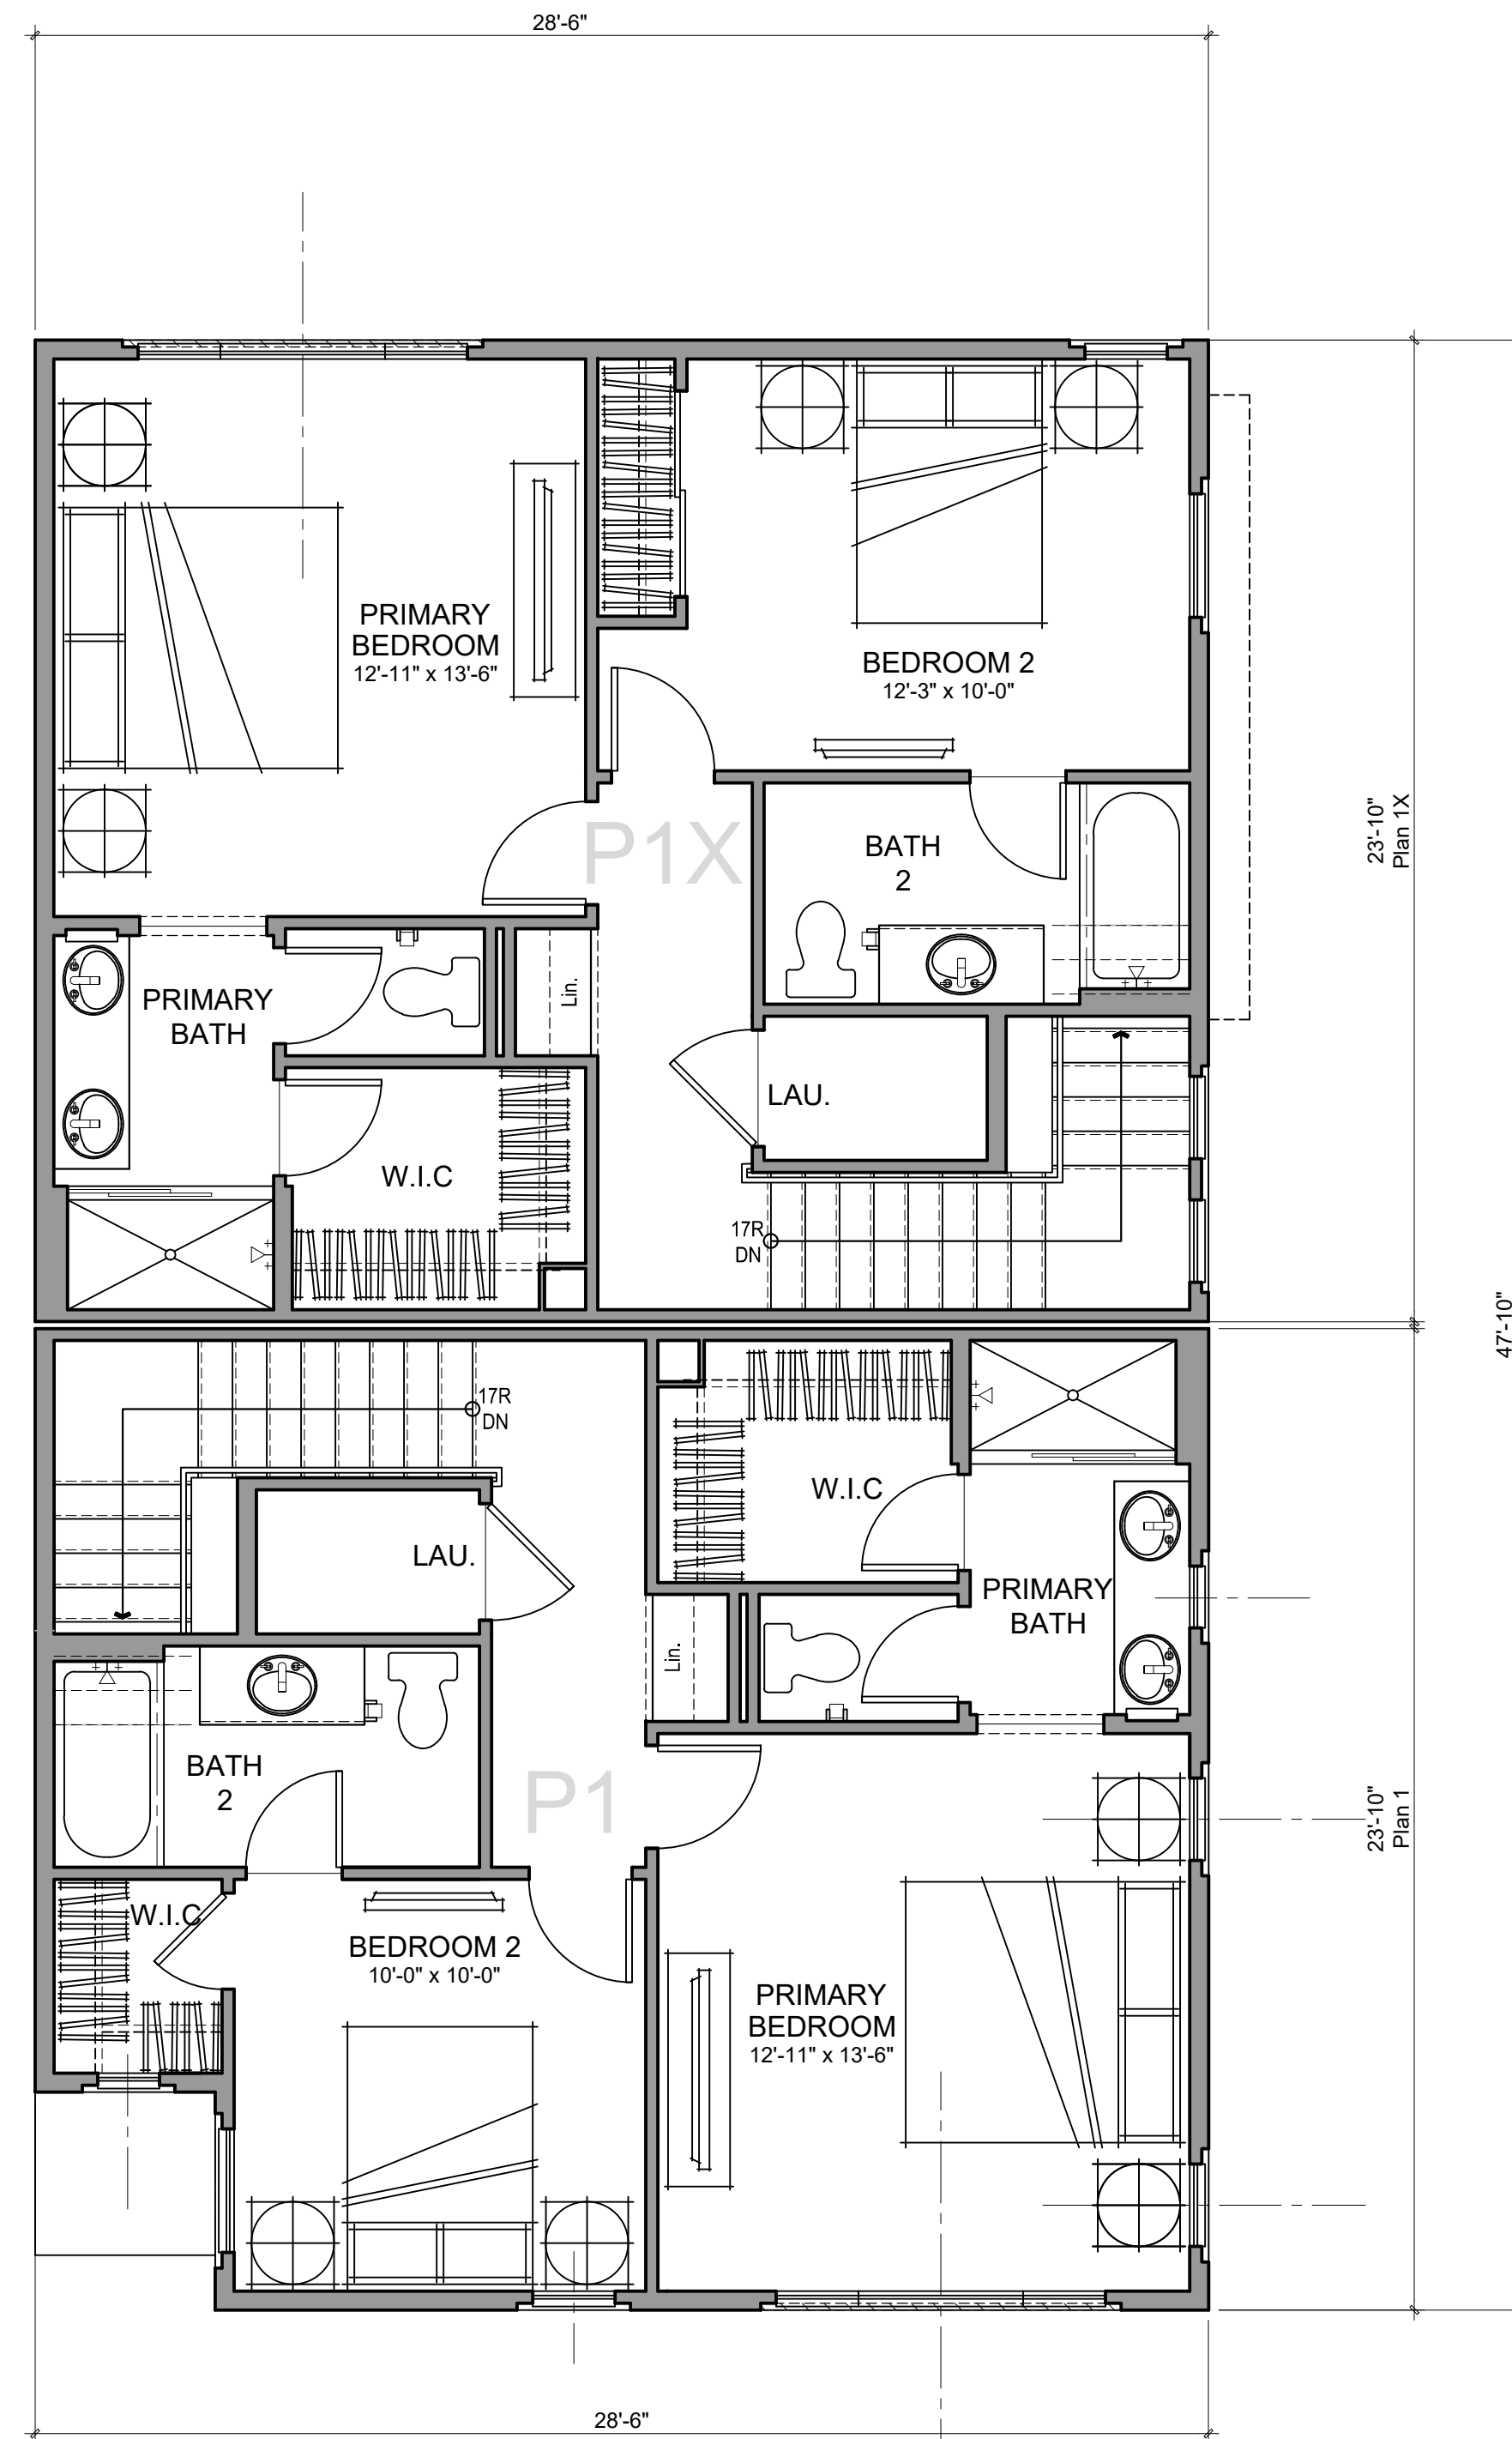 28'-6"
PRIMARY
BEDROOM
12'-11" x 13'-6"
BEDROOM 2
12'-3" x 10'-0"
P1X
BATH
2
23'-10"
Plan 1X
PRIMARY
BATH
Lin.
LAU.
W.I.C
17R
DN
47'-10"
17R
DN
W.I.C
LAU.
PRIMARY
BATH
Lin.
BATH
2
P1
23'-10"
Plan 1
W.I.C
BEDROOM 2
10'-0" x 10'-0"
PRIMARY
BEDROOM
12'-11" x 13'-6"
28'-6"